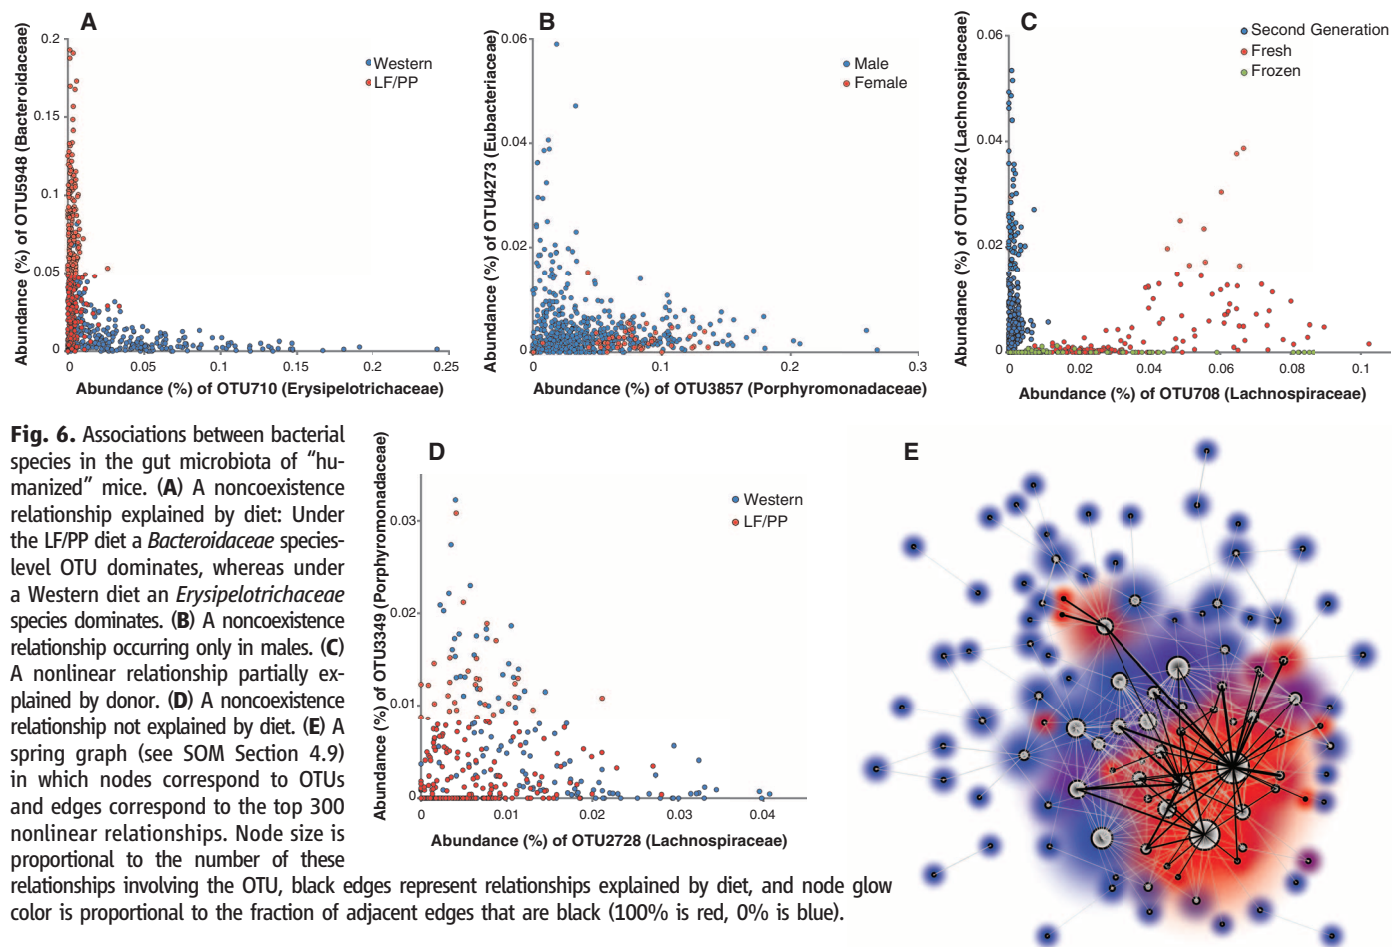 A
Abundance (%) of OTU5948 (Bacteroidaceae)
0.2
0.15
0.1
0.05
0
0
0.05
0.1
0.15
0.2
0.25
Abundance (%) of OTU710 (Erysipelotrichaceae)
Western
LF/PP
B
Abundance (%) of OTU4273 (Eubacteriaceae)
0.06
0.04
0.02
0
0
0.1
0.2
0.3
Abundance (%) of OTU3857 (Porphyromonadaceae)
Male
Female
C
Abundance (%) of OTU1462 (Lachnospiraceae)
0.06
0.04
0.02
0
0
0.02
0.04
0.06
0.08
0.1
Abundance (%) of OTU708 (Lachnospiraceae)
Second Generation
Fresh
Frozen
Fig. 6. Associations between bacterial
species in the gut microbiota of “hu-
manized” mice. (A) A noncoexistence
relationship explained by diet: Under
the LF/PP diet a Bacteroidaceae species-
level OTU dominates, whereas under
a Western diet an Erysipelotrichaceae
species dominates. (B) A noncoexistence
relationship occurring only in males. (C)
A nonlinear relationship partially ex-
plained by donor. (D) A noncoexistence
relationship not explained by diet. (E) A
spring graph (see SOM Section 4.9)
in which nodes correspond to OTUs
and edges correspond to the top 300
nonlinear relationships. Node size is
proportional to the number of these
relationships involving the OTU, black edges represent relationships explained by diet, and node glow
color is proportional to the fraction of adjacent edges that are black (100% is red, 0% is blue).
D
Abundance (%) of OTU3349 (Porphyromonadaceae)
0.03
0.02
0.01
0
0
0.01
0.02
0.03
0.04
Abundance (%) of OTU2728 (Lachnospiraceae)
Western
LF/PP
E